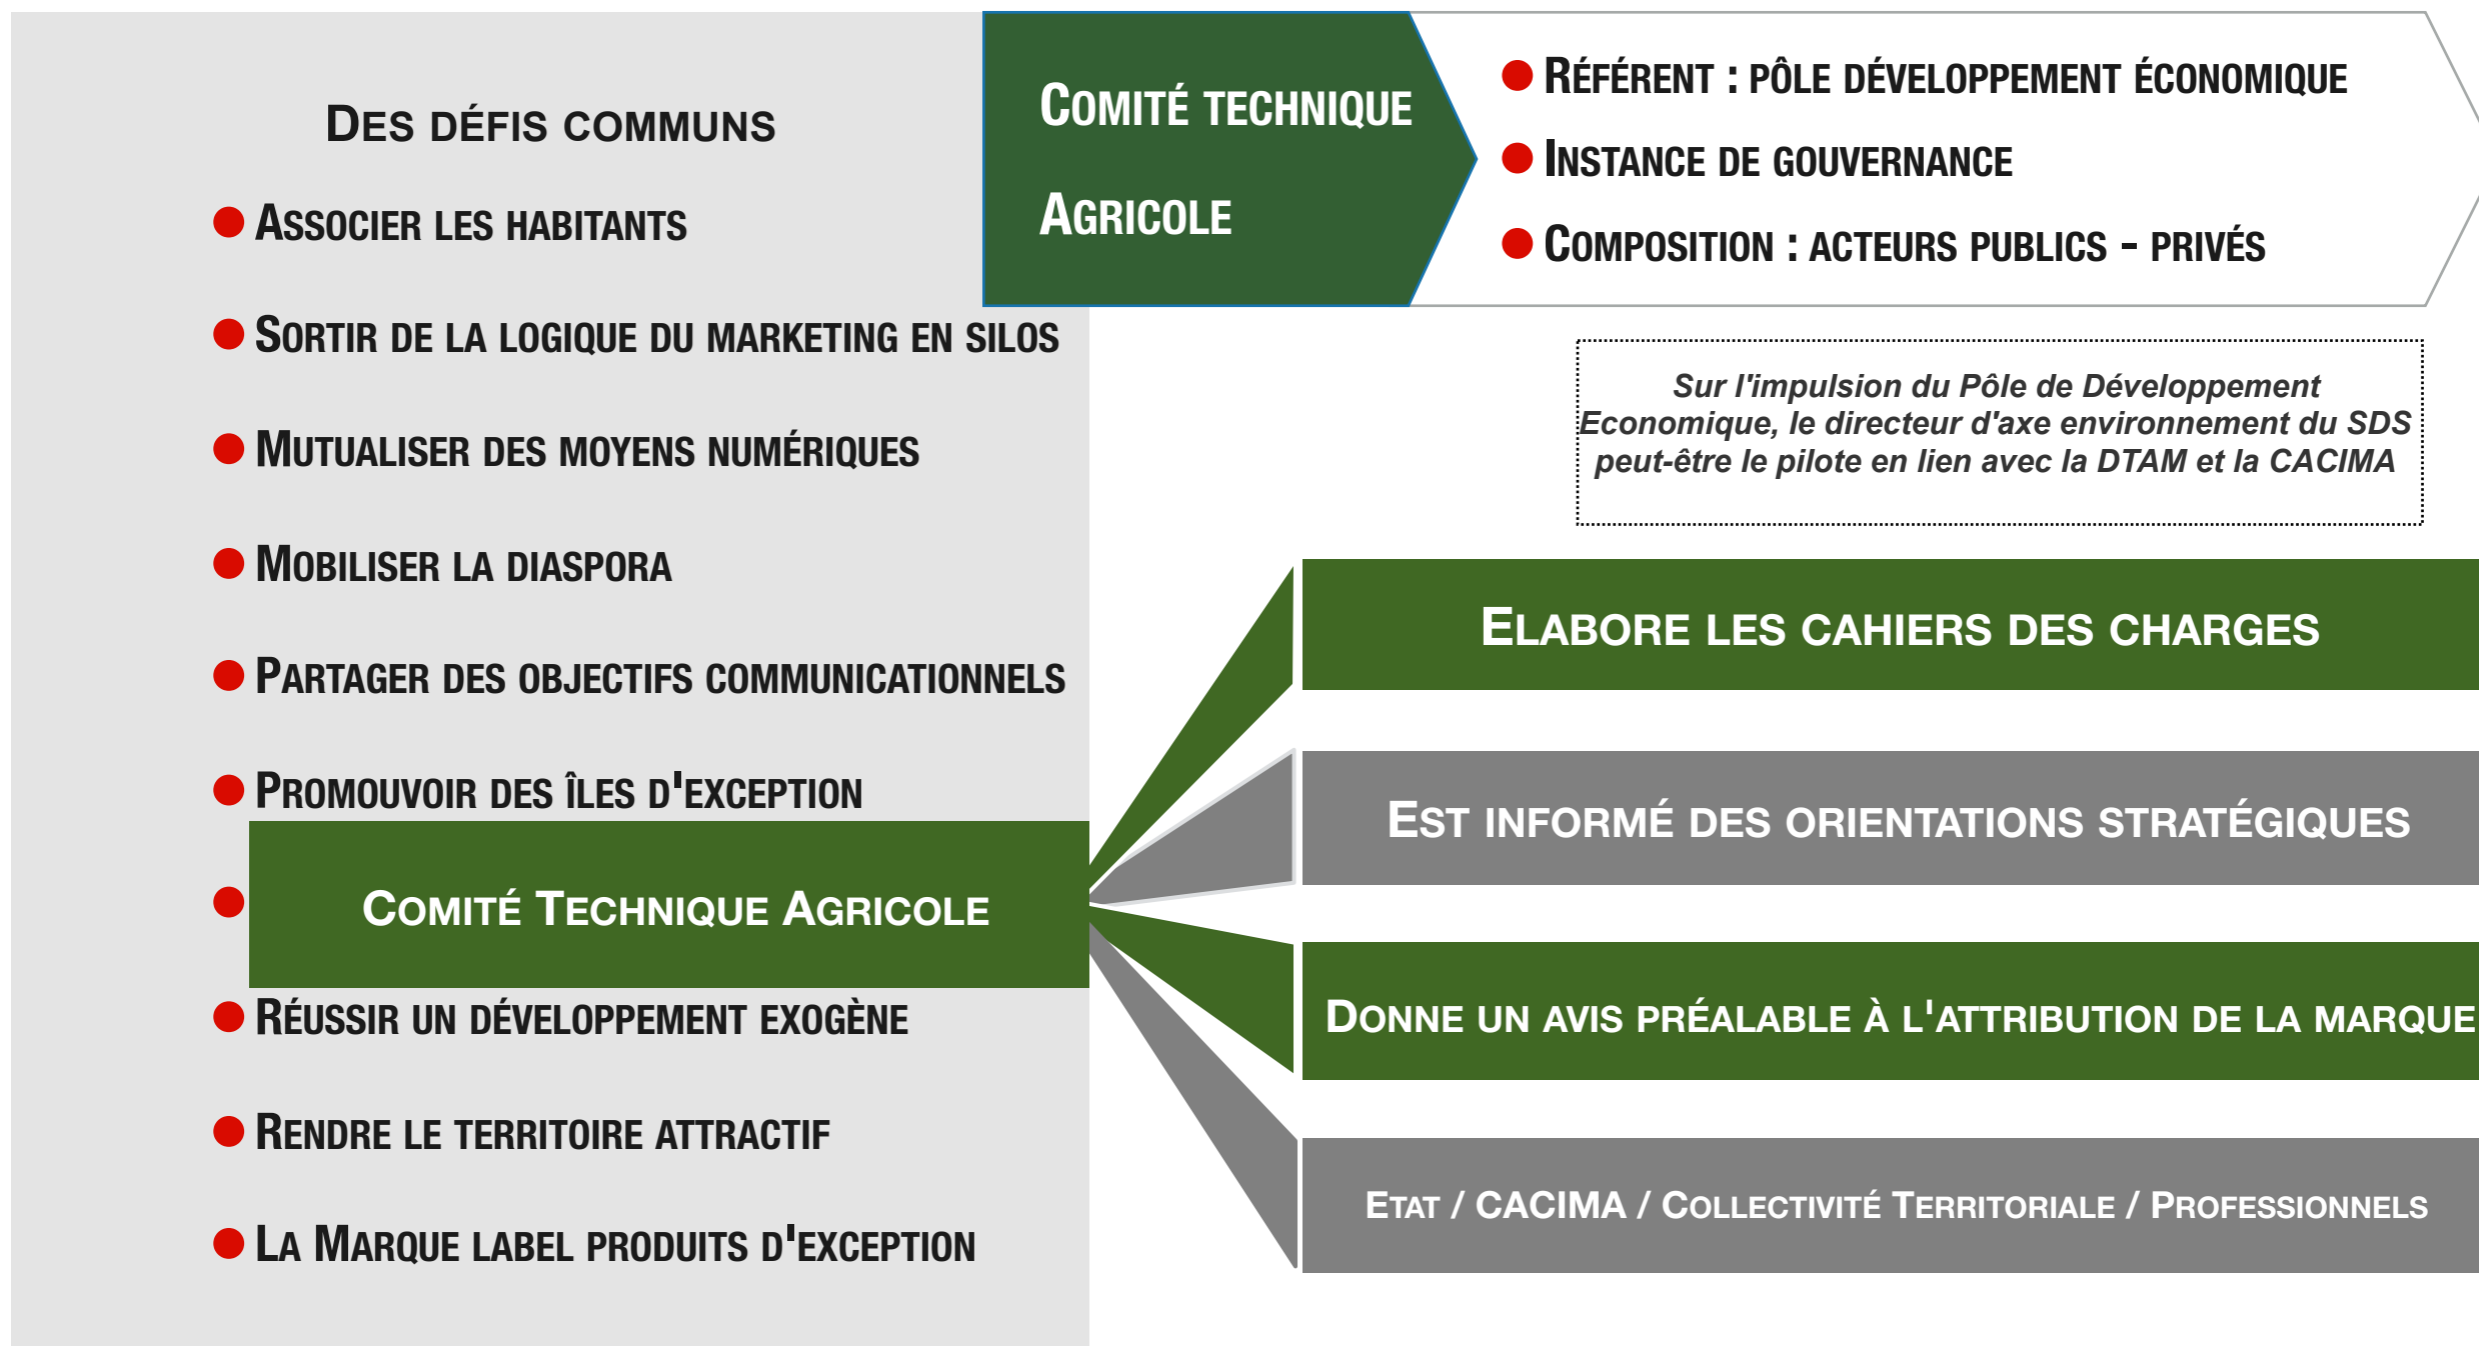 DES DÉFIS COMMUNS
ASSOCIER LES HABITANTS
SORTIR DE LA LOGIQUE DU MARKETING EN SILOS
MUTUALISER DES MOYENS NUMÉRIQUES
MOBILISER LA DIASPORA
PARTAGER DES OBJECTIFS COMMUNICATIONNELS
PROMOUVOIR DES ÎLES D'EXCEPTION
COMITÉ TECHNIQUE AGRICOLE
RÉUSSIR UN DÉVELOPPEMENT EXOGÈNE
RENDRE LE TERRITOIRE ATTRACTIF
LA MARQUE LABEL PRODUITS D'EXCEPTION
COMITÉ TECHNIQUE
AGRICOLE
RÉFÉRENT : PÔLE DÉVELOPPEMENT ÉCONOMIQUE
INSTANCE DE GOUVERNANCE
COMPOSITION : ACTEURS PUBLICS - PRIVÉS
Sur l'impulsion du Pôle de Développement
Economique, le directeur d'axe environnement du SDS
peut-être le pilote en lien avec la DTAM et la CACIMA
ELABORE LES CAHIERS DES CHARGES
EST INFORMÉ DES ORIENTATIONS STRATÉGIQUES
DONNE UN AVIS PRÉALABLE À L'ATTRIBUTION DE LA MARQUE
ETAT / CACIMA / COLLECTIVITÉ TERRITORIALE / PROFESSIONNELS